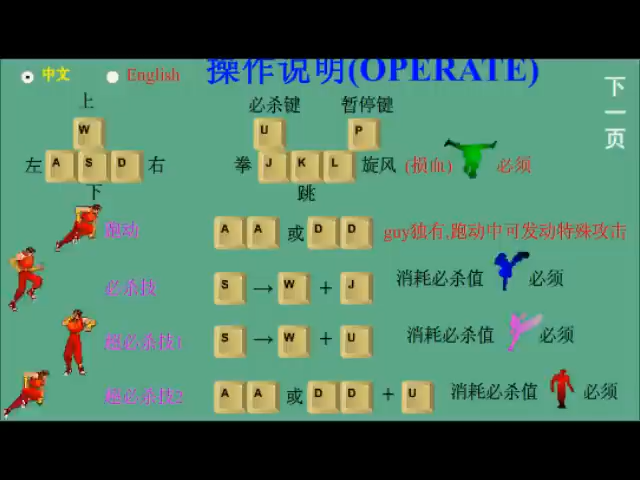 中文 English 操作说明(OPERATE)
下一页
上 必杀键 暂停键
W U P
左 A S D 右 拳 J K L 旋风 (损血) 必须
下 跳
跑动 A A 或 D D guy独有,跑动中可发动特殊攻击
必杀技 S → W + J 消耗必杀值 必须
超必杀技1 S → W + U 消耗必杀值 必须
超必杀技2 A A 或 D D + U 消耗必杀值 必须